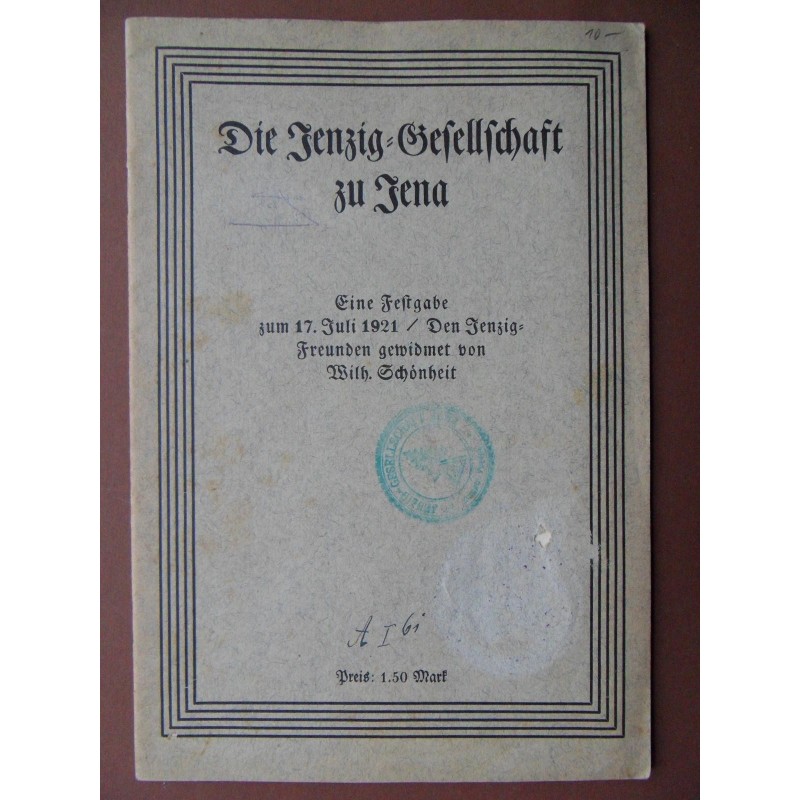 10.—
Die Jenzig-Gesellschaft
zu Jena
Eine Festgabe
zum 17. Juli 1921 / Den Jenzig-
Freunden gewidmet von
Wilh. Schönheit
A I 6i
Preis: 1.50 Mark